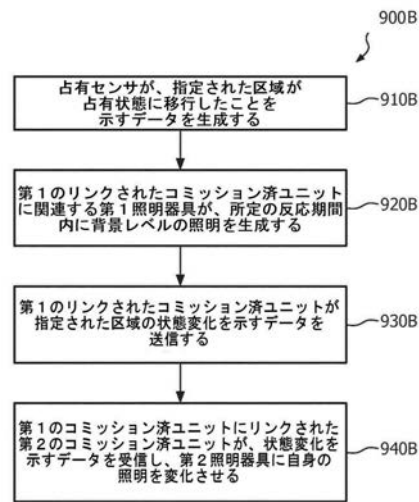 900B
占有センサが、指定された区域が
占有状態に移行したことを
示すデータを生成する
910B
第1のリンクされたコミッション済ユニット
に関連する第1照明器具が、所定の反応期間
内に背景レベルの照明を生成する
920B
第1のリンクされたコミッション済ユニットが
指定された区域の状態変化を示すデータを
送信する
930B
第1のコミッション済ユニットにリンクされた
第2のコミッション済ユニットが、状態変化を
示すデータを受信し、第2照明器具に自身の
照明を変化させる
940B